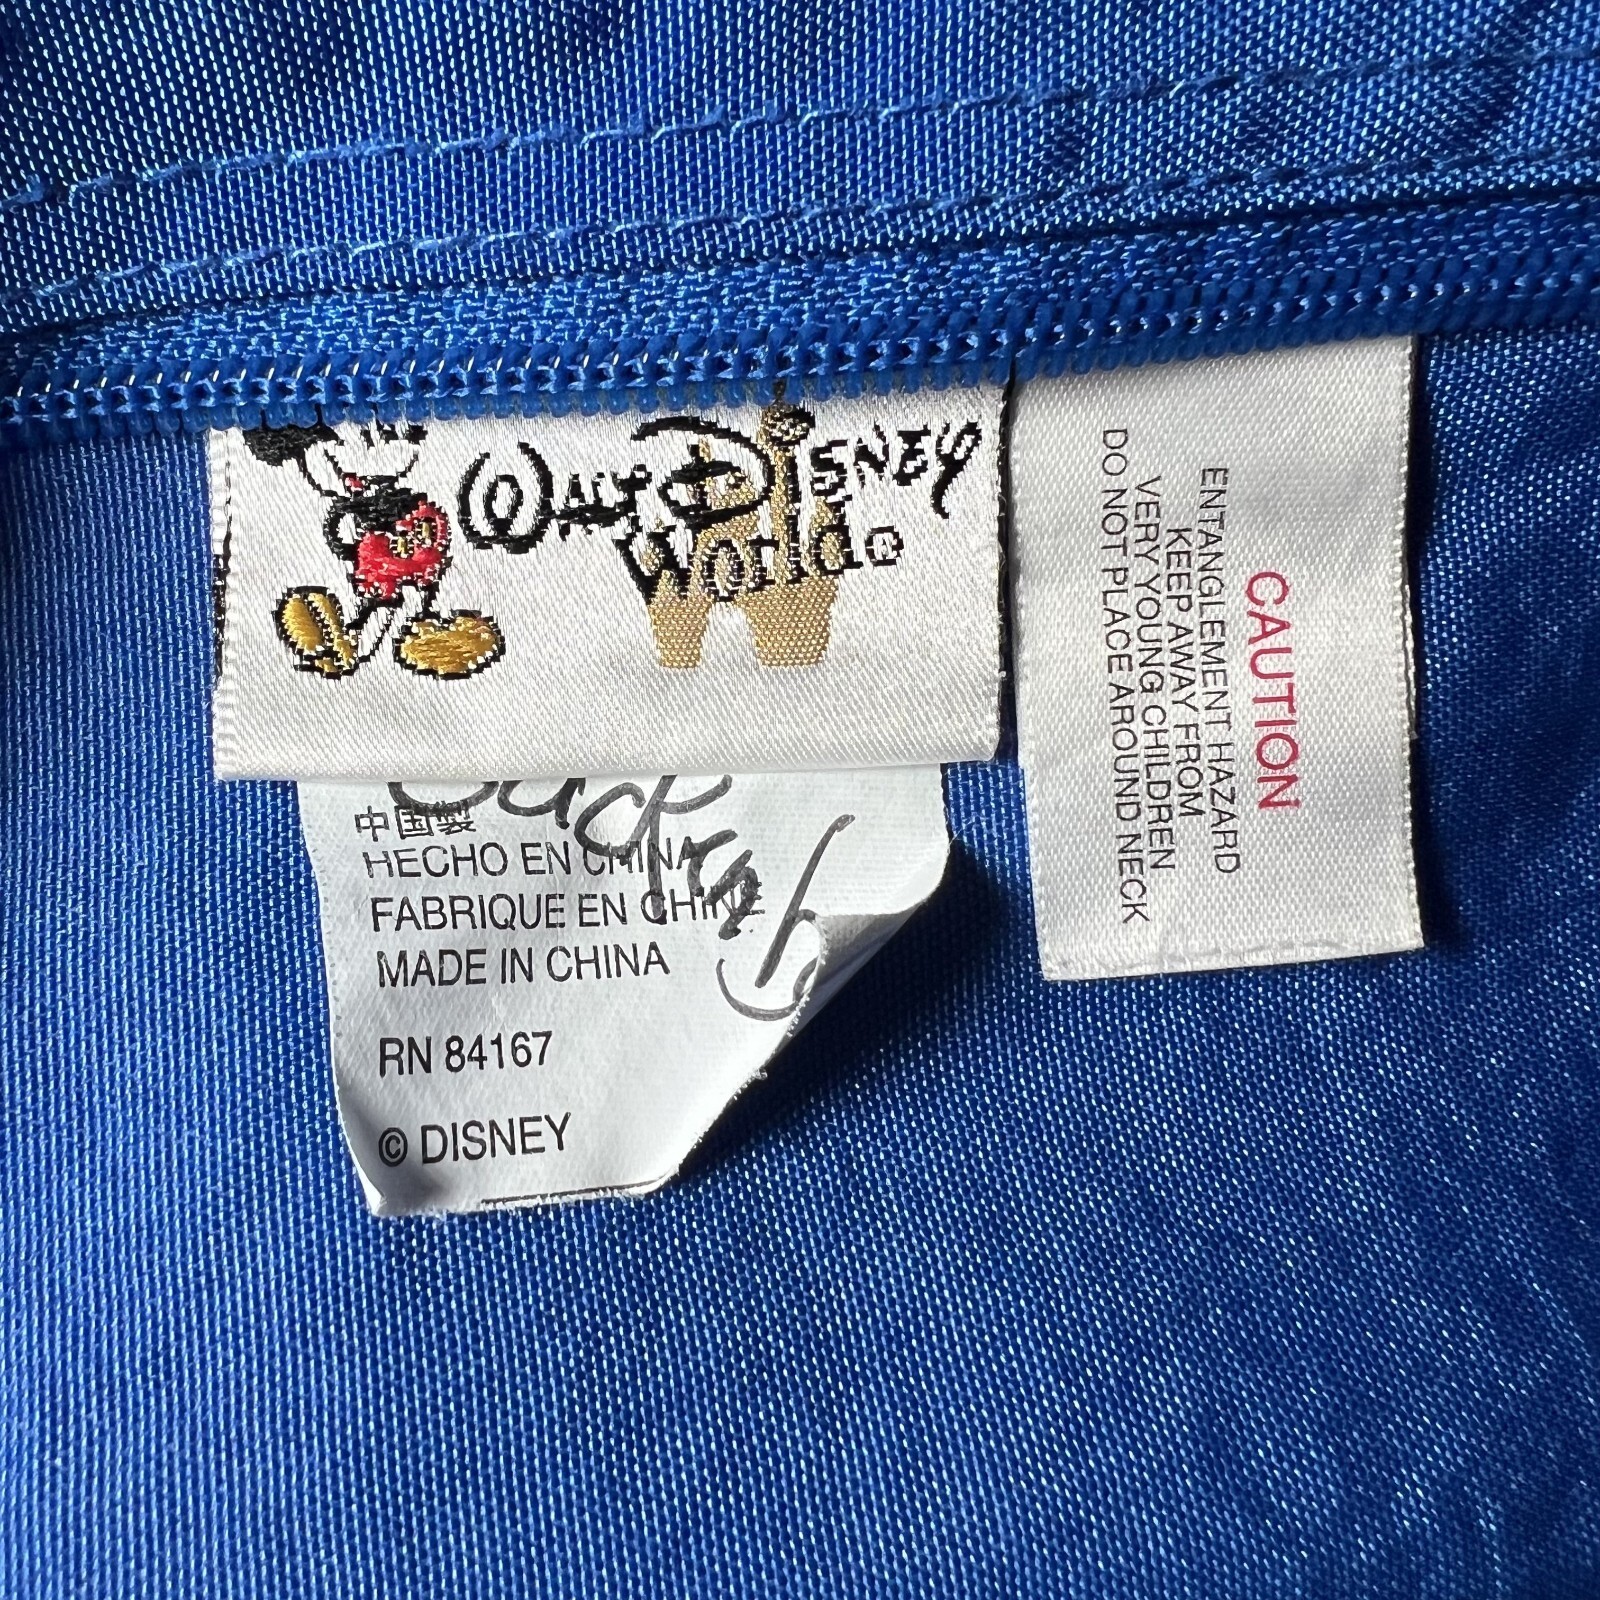 WALT DISNEY
World
中国製
HECHO EN CHINA
FABRIQUE EN CHINE
MADE IN CHINA
RN 84167
© DISNEY
CAUTION
ENTANGLEMENT HAZARD
KEEP AWAY FROM
VERY YOUNG CHILDREN
DO NOT PLACE AROUND NECK